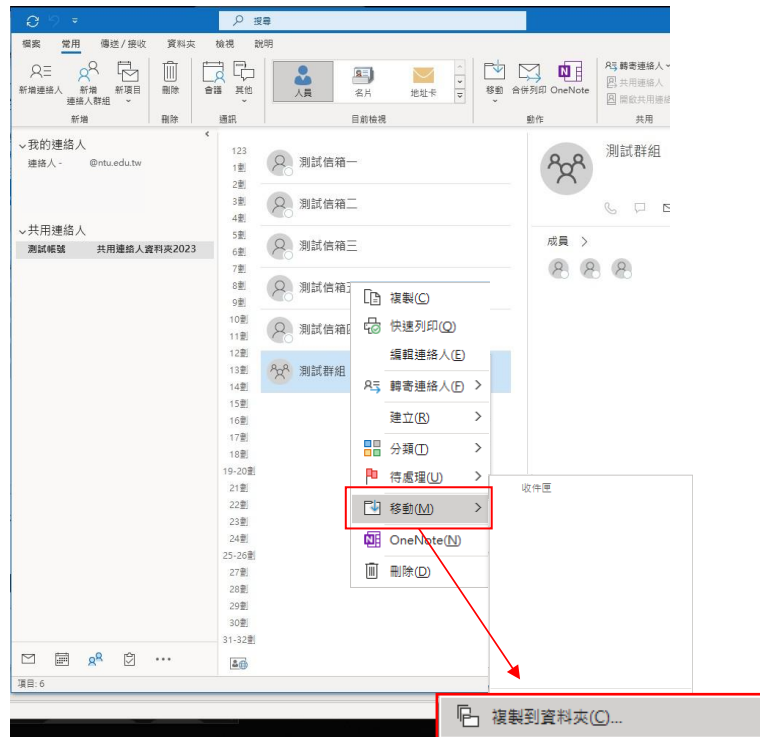 搜尋
檔案 常用 傳送/接收 資料夾 檢視 說明
新增連絡人 新增連絡人群組 新項目 刪除 會議 其他 人員 名片 地址卡 移動 合併列印 OneNote 轉寄連絡人
共用連絡人
開啟共用連絡
新增 刪除 通訊 目前檢視 動作 共用
我的連絡人
連絡人 - @ntu.edu.tw
共用連絡人
測試帳號 共用連絡人資料夾2023
123
1劃
2劃
3劃
4劃
5劃
6劃
7劃
8劃
9劃
10劃
11劃
12劃
13劃
14劃
15劃
16劃
17劃
18劃
19-20劃
21劃
22劃
23劃
24劃
25-26劃
27劃
28劃
29劃
30劃
31-32劃
測試信箱一
測試信箱二
測試信箱三
測試信箱五
測試信箱四
測試群組
測試群組
成員 >
複製(C)
快速列印(Q)
編輯連絡人(E)
轉寄連絡人(F)
建立(R)
分類(T)
待處理(U)
移動(M)
OneNote(N)
刪除(D)
收件匣
複製到資料夾(C)...
項目: 6